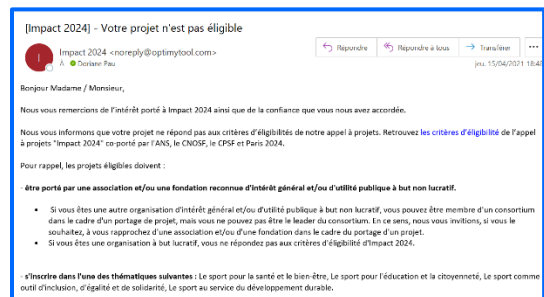 [Impact 2024] - Votre projet n'est pas éligible
I
Impact 2024 <noreply@optimytool.com>
À Doriane Pau
Répondre
Répondre à tous
Transférer
jeu. 15/04/2021 18:48
Bonjour Madame / Monsieur,
Nous vous remercions de l'intérêt porté à Impact 2024 ainsi que de la confiance que vous nous avez accordée.
Nous vous informons que votre projet ne répond pas aux critères d'éligibilités de notre appel à projets. Retrouvez les critères d'éligibilité de l'appel
à projets "Impact 2024" co-porté par l'ANS, le CNOSF, le CPSF et Paris 2024.
Pour rappel, les projets éligibles doivent :
- être porté par une association et/ou une fondation reconnue d'intérêt général et/ou d'utilité publique à but non lucratif.
• Si vous êtes une autre organisation d'intérêt général et/ou d'utilité publique à but non lucratif, vous pouvez être membre d'un consortium
dans le cadre d'un portage de projet, mais vous ne pouvez pas être le leader du consortium. En ce sens, nous vous invitions, si vous le
souhaitez, à vous rapprochez d'une association et/ou d'une fondation dans le cadre du portage d'un projet.
• Si vous êtes une organisation à but lucratif, vous ne répondez pas aux critères d'éligibilité d'Impact 2024.
- s'inscrire dans l'une des thématiques suivantes : Le sport pour la santé et le bien-être, Le sport pour l'éducation et la citoyenneté, Le sport comme
outil d'inclusion, d'égalité et de solidarité, Le sport au service du développement durable.